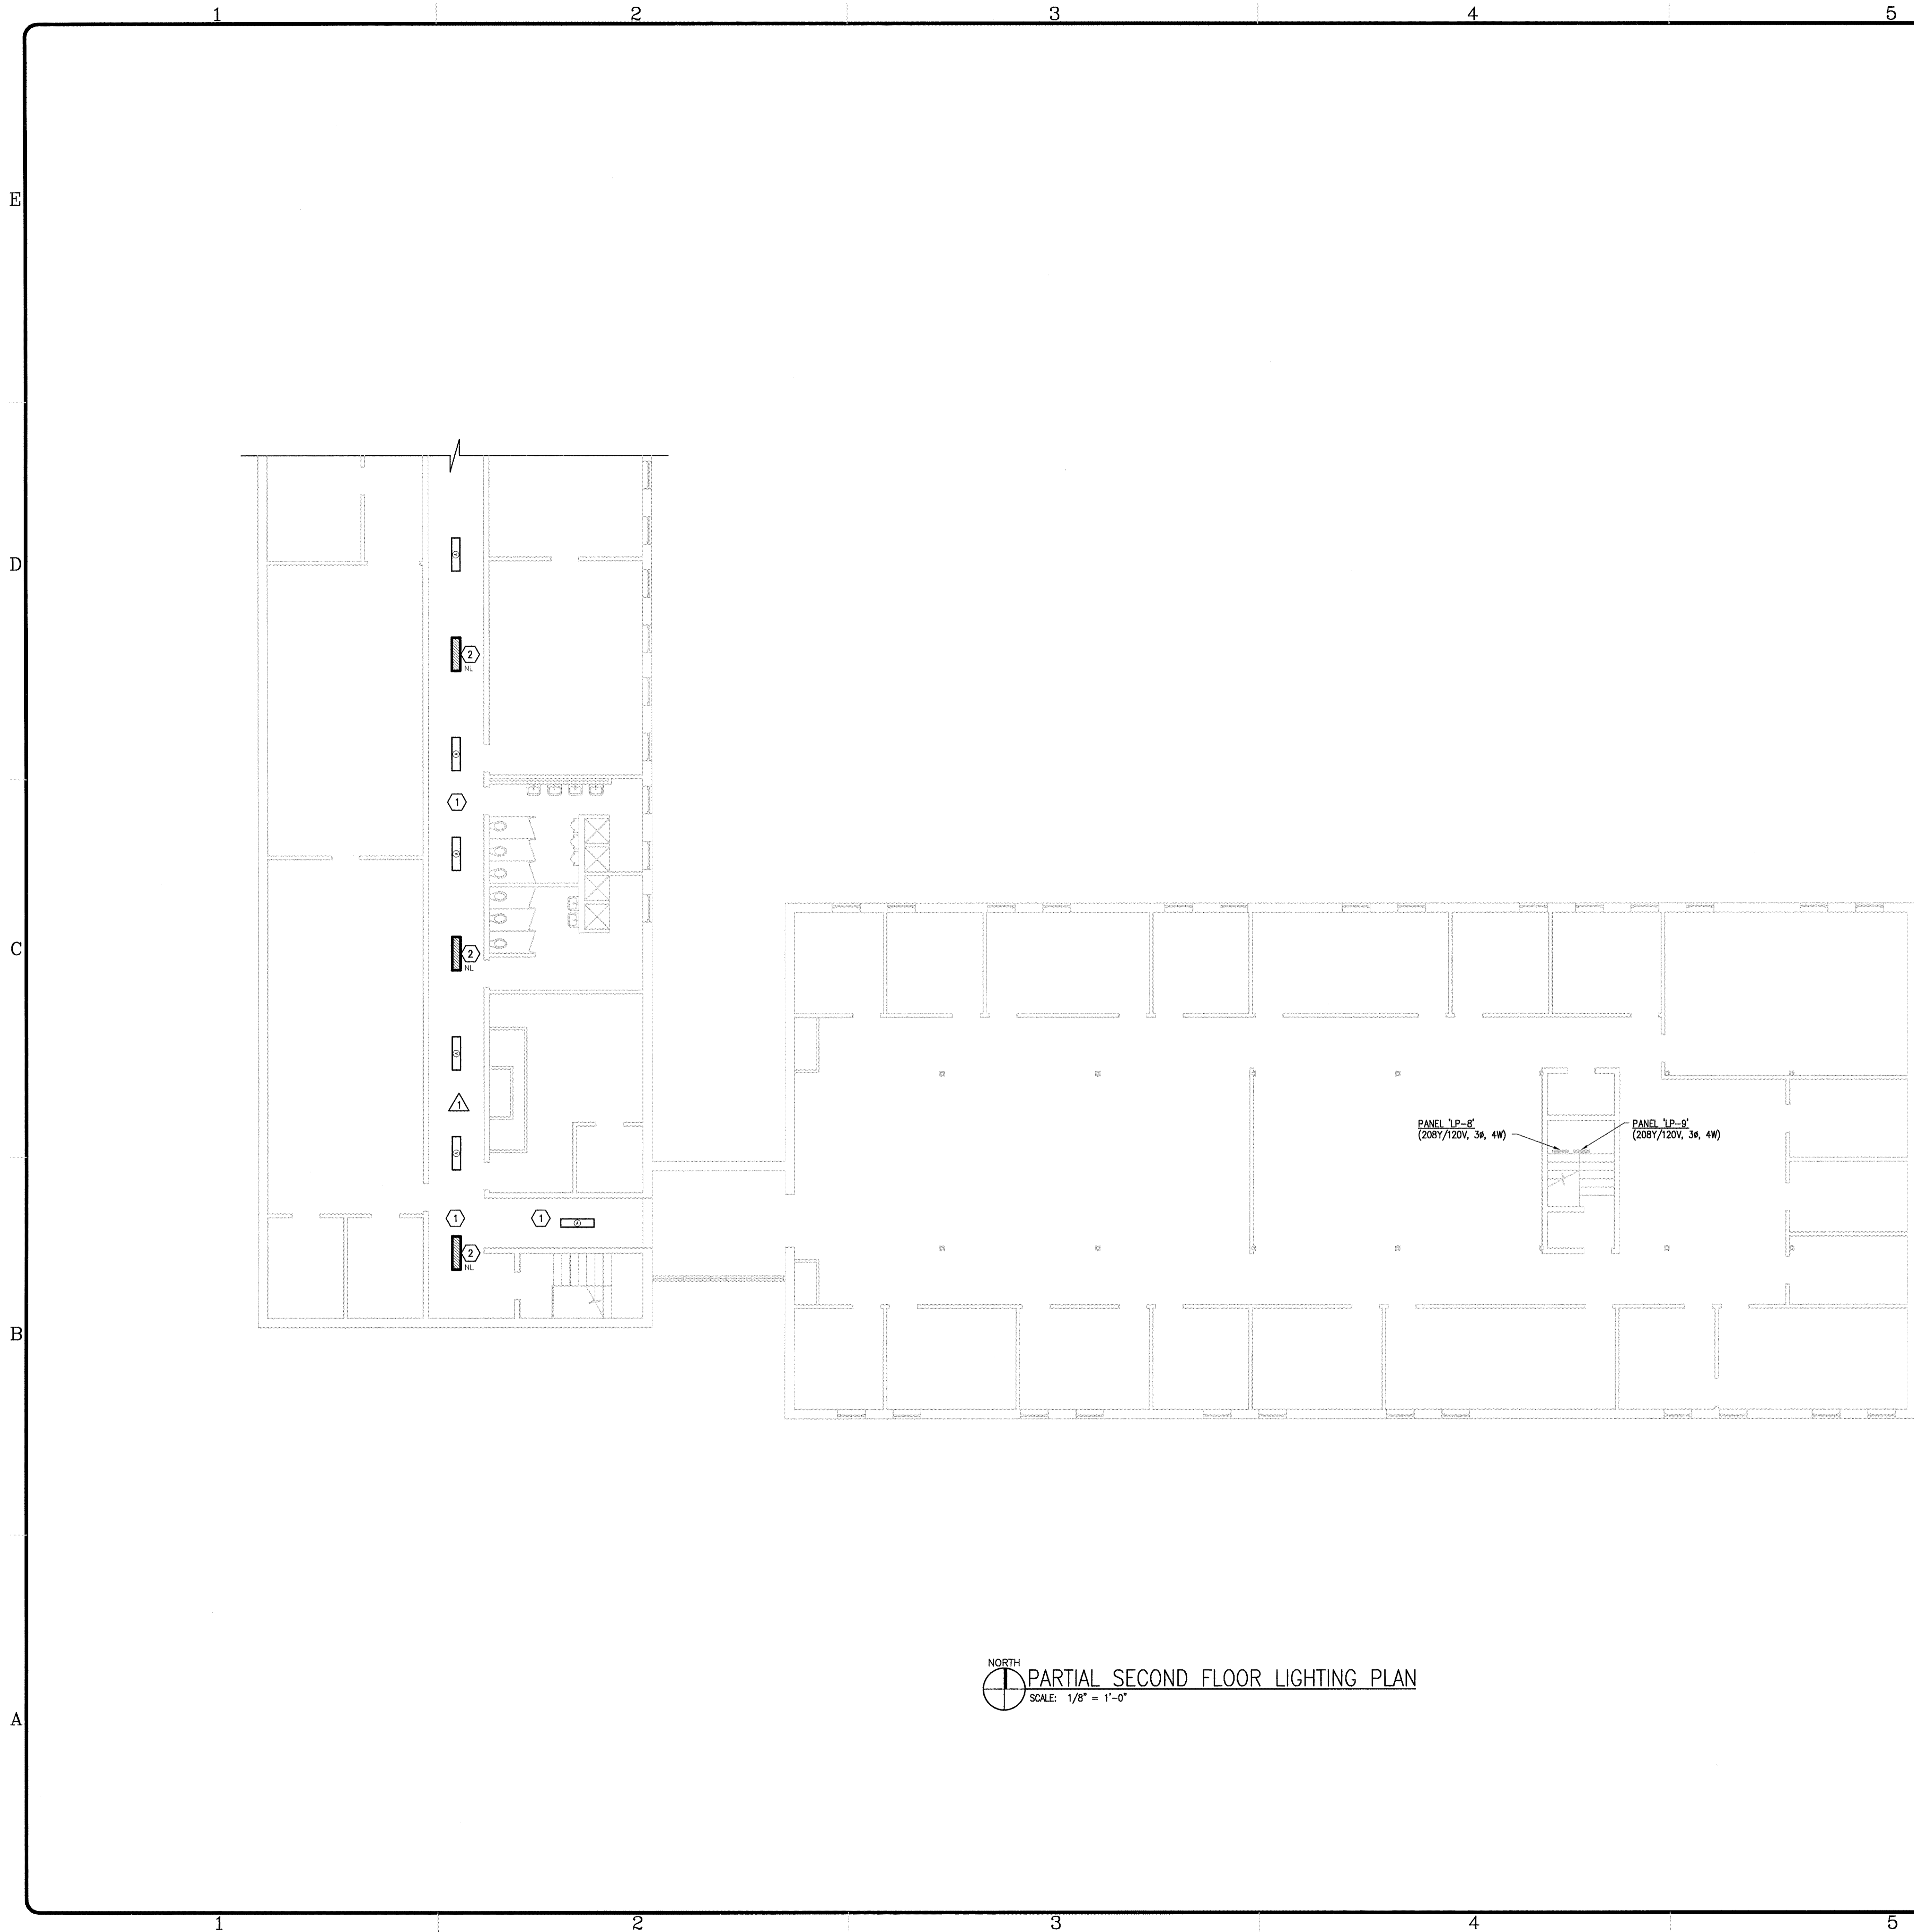 1 2 3 4 5
E
D
C
B
A
A
2
NL
A
1
A
2
NL
A
1
A
1
1
A
2
NL
PANEL 'LP-8'
(208Y/120V, 3ø, 4W)
PANEL 'LP-9'
(208Y/120V, 3ø, 4W)
NORTH
PARTIAL SECOND FLOOR LIGHTING PLAN
SCALE: 1/8" = 1'-0"
1 2 3 4 5